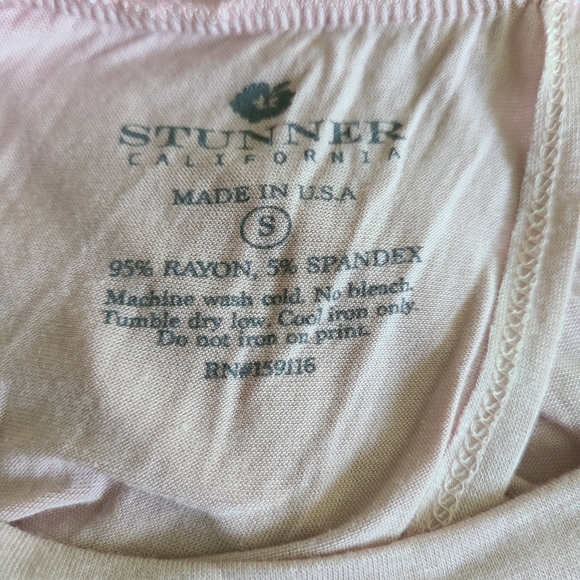 STUNNER
CALIFORNIA
MADE IN U.S.A
S
95% RAYON, 5% SPANDEX
Machine wash cold. No bleach.
Tumble dry low. Cool iron only.
Do not iron on print.
RN#159116